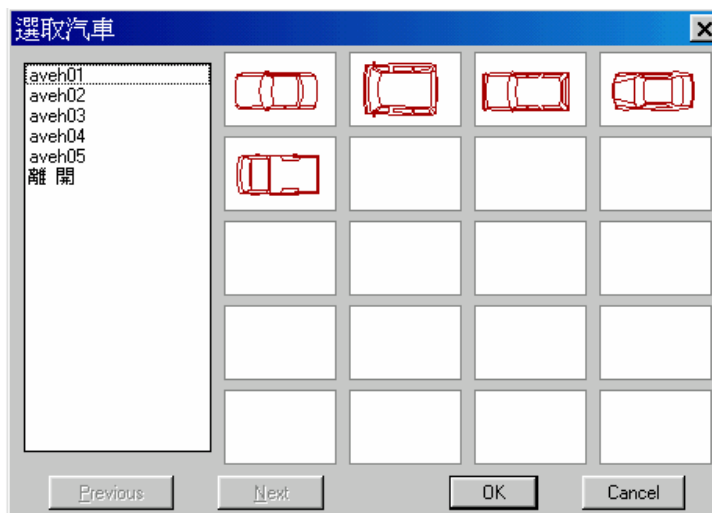 選取汽車
aveh01
aveh02
aveh03
aveh04
aveh05
離 開
Previous
Next
OK
Cancel